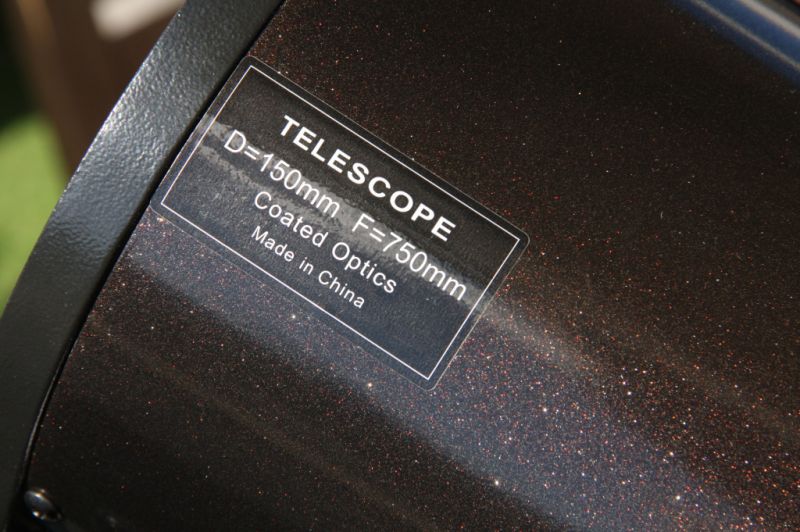 TELESCOPE
D=150mm F=750mm
Coated Optics
Made in China